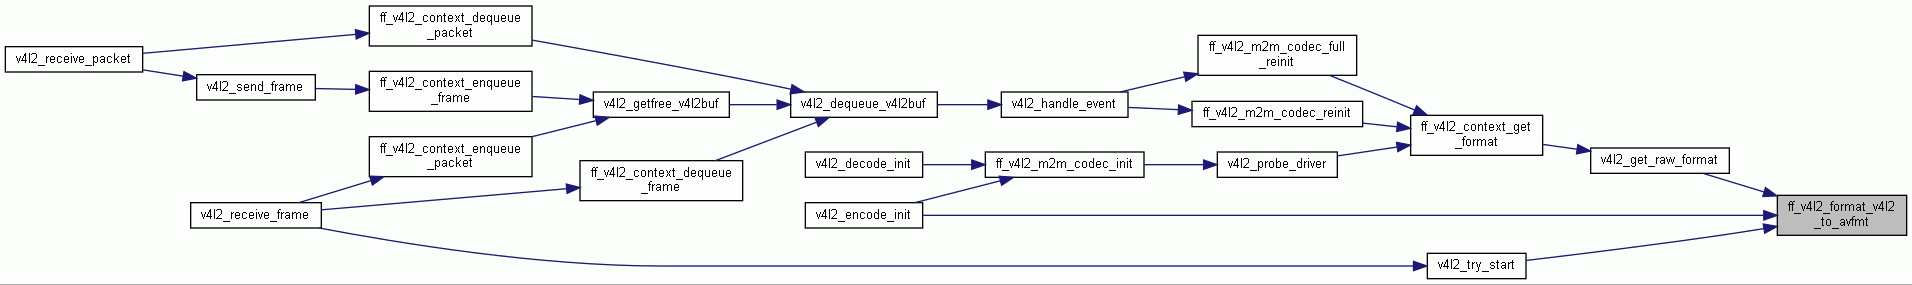 ff_v4l2_context_dequeue
_packet
v4l2_receive_packet
v4l2_send_frame
ff_v4l2_context_enqueue
_frame
v4l2_getfree_v4l2buf
v4l2_dequeue_v4l2buf
v4l2_handle_event
ff_v4l2_m2m_codec_full
_reinit
ff_v4l2_m2m_codec_reinit
ff_v4l2_context_get
_format
ff_v4l2_context_enqueue
_packet
ff_v4l2_context_dequeue
_frame
v4l2_decode_init
ff_v4l2_m2m_codec_init
v4l2_probe_driver
v4l2_get_raw_format
v4l2_receive_frame
v4l2_encode_init
ff_v4l2_format_v4l2
_to_avfmt
v4l2_try_start